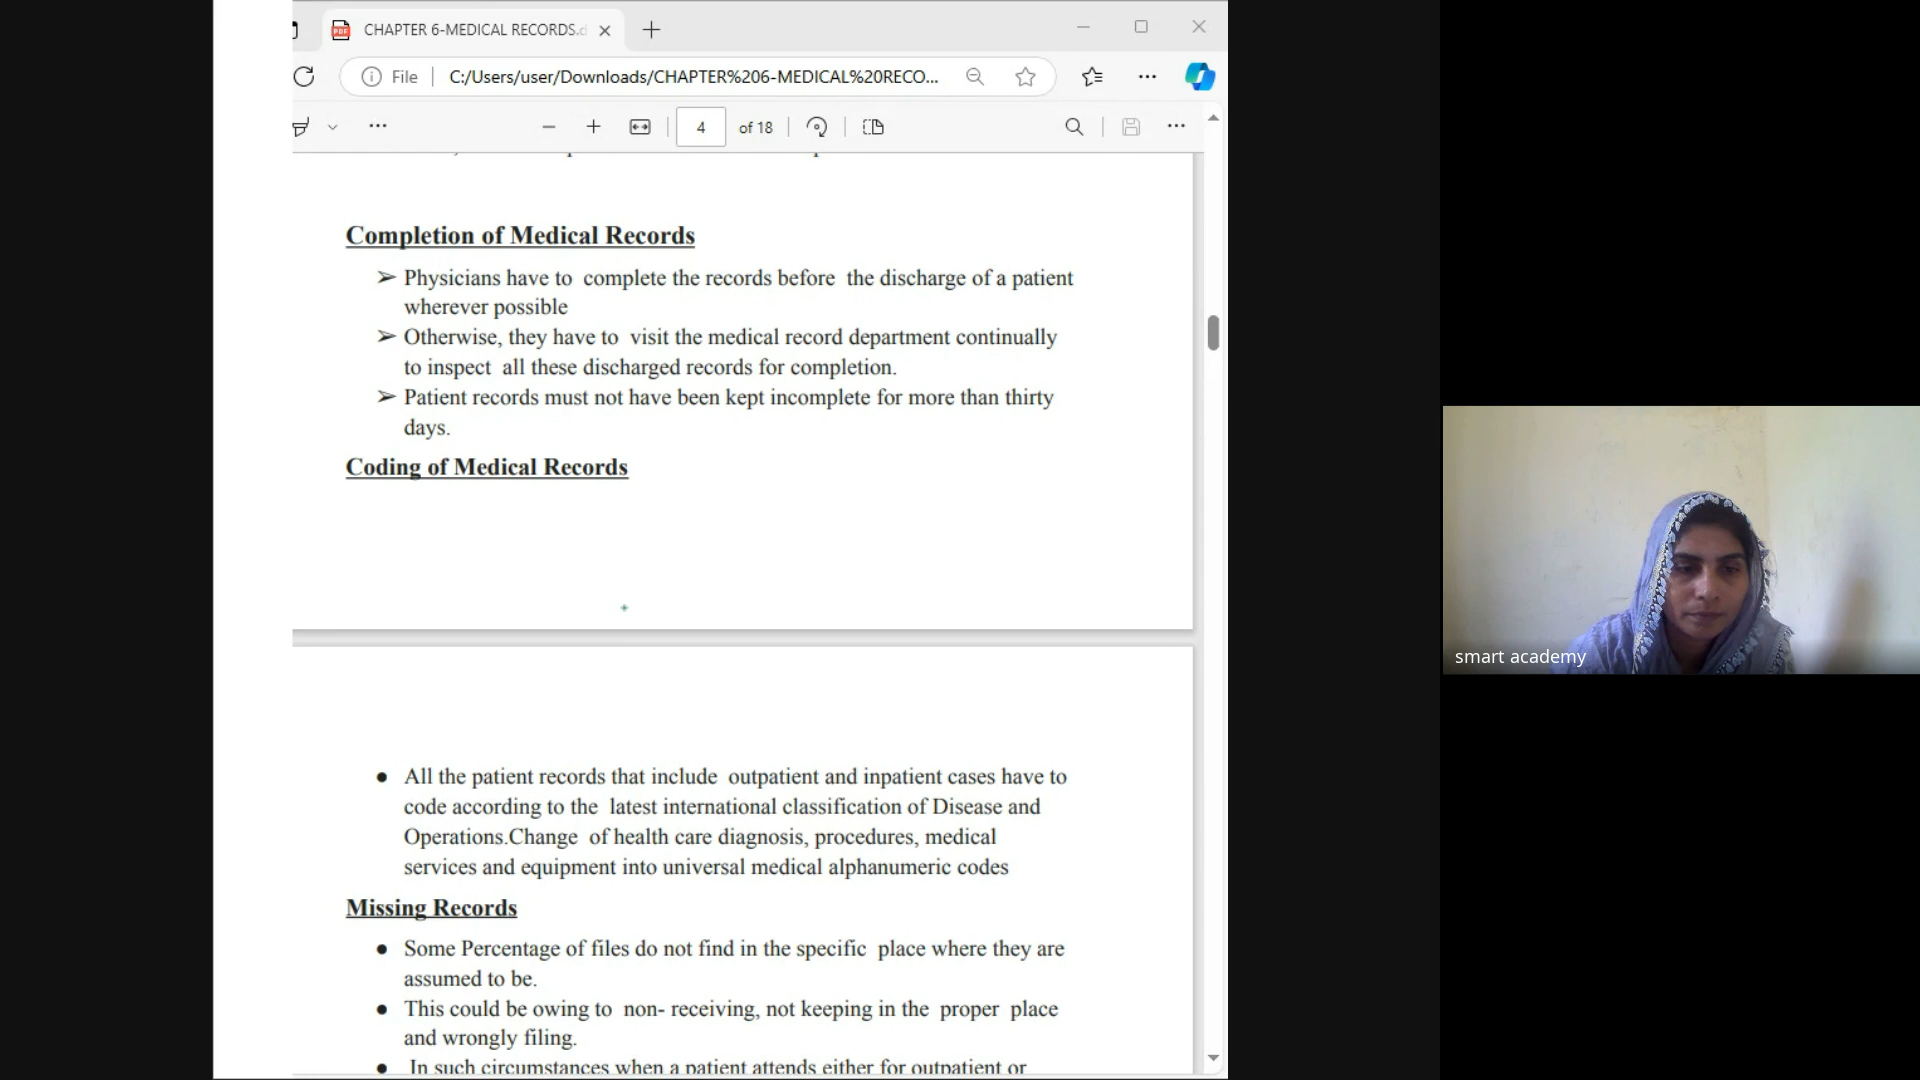 CHAPTER 6-MEDICAL RECORDS.d
File
C:/Users/user/Downloads/CHAPTER%206-MEDICAL%20RECO...
4 of 18
Completion of Medical Records
➢ Physicians have to complete the records before the discharge of a patient
wherever possible
➢ Otherwise, they have to visit the medical record department continually
to inspect all these discharged records for completion.
➢ Patient records must not have been kept incomplete for more than thirty
days.
Coding of Medical Records
● All the patient records that include outpatient and inpatient cases have to
code according to the latest international classification of Disease and
Operations.Change of health care diagnosis, procedures, medical
services and equipment into universal medical alphanumeric codes
Missing Records
● Some Percentage of files do not find in the specific place where they are
assumed to be.
● This could be owing to non- receiving, not keeping in the proper place
and wrongly filing.
● In such circumstances when a patient attends either for outpatient or
smart academy